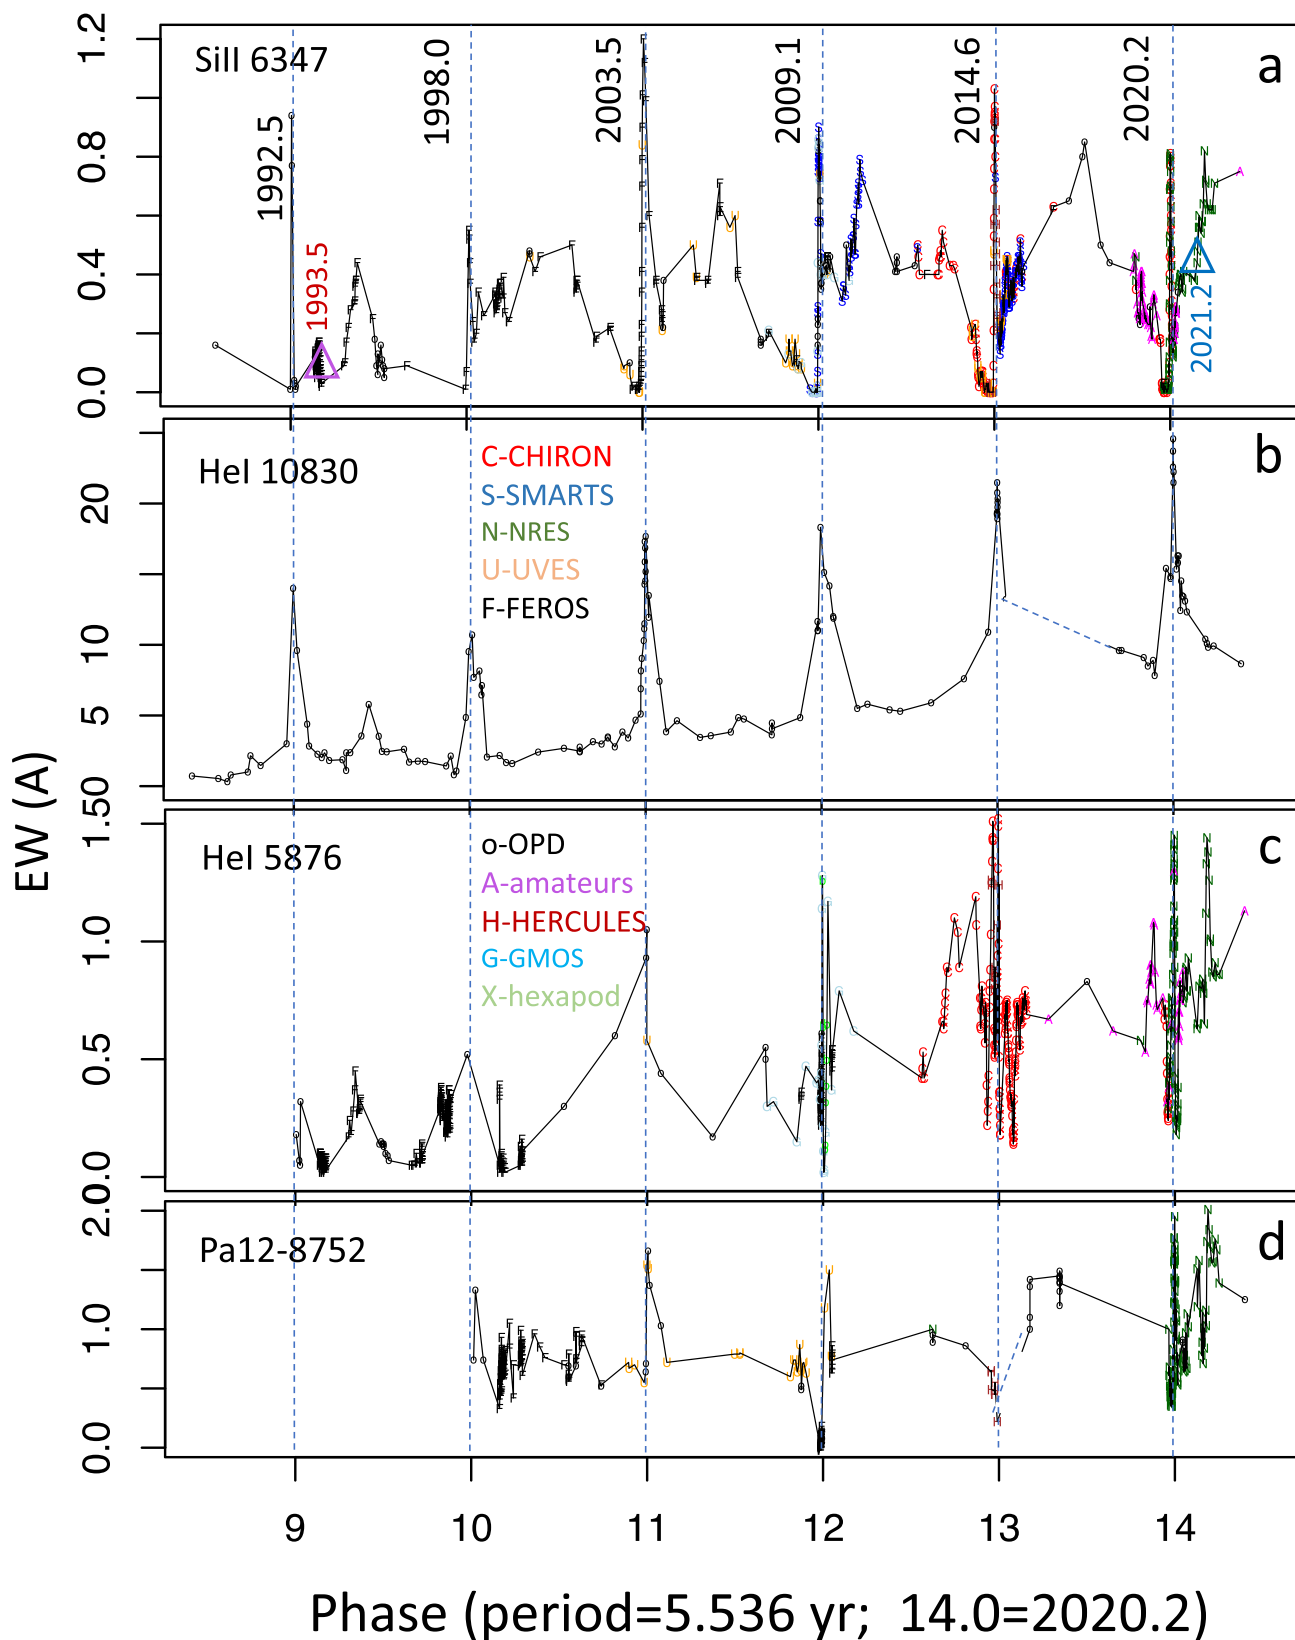 SiII 6347
1992.5
1993.5
1998.0
2003.5
2009.1
2014.6
2020.2
2021.2
a
1.2
0.8
0.4
0.0
HeI 10830
C-CHIRON
S-SMARTS
N-NRES
U-UVES
F-FEROS
b
20
10
5
0
EW (A)
HeI 5876
o-OPD
A-amateurs
H-HERCULES
G-GMOS
X-hexapod
c
1.5
1.0
0.5
0.0
Pa12-8752
d
2.0
1.0
0.0
9 10 11 12 13 14
Phase (period=5.536 yr; 14.0=2020.2)